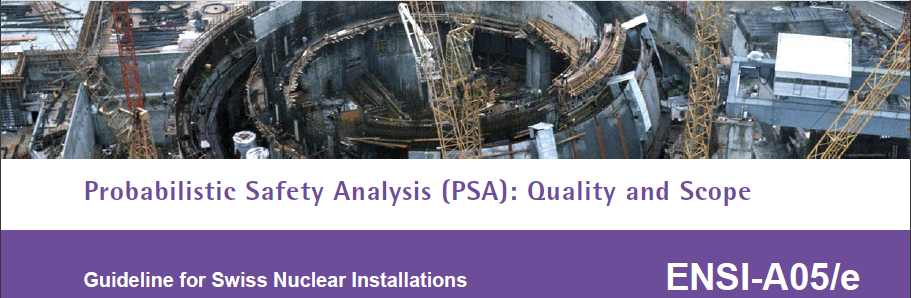 Probabilistic Safety Analysis (PSA): Quality and Scope
Guideline for Swiss Nuclear Installations
ENSI-A05/e